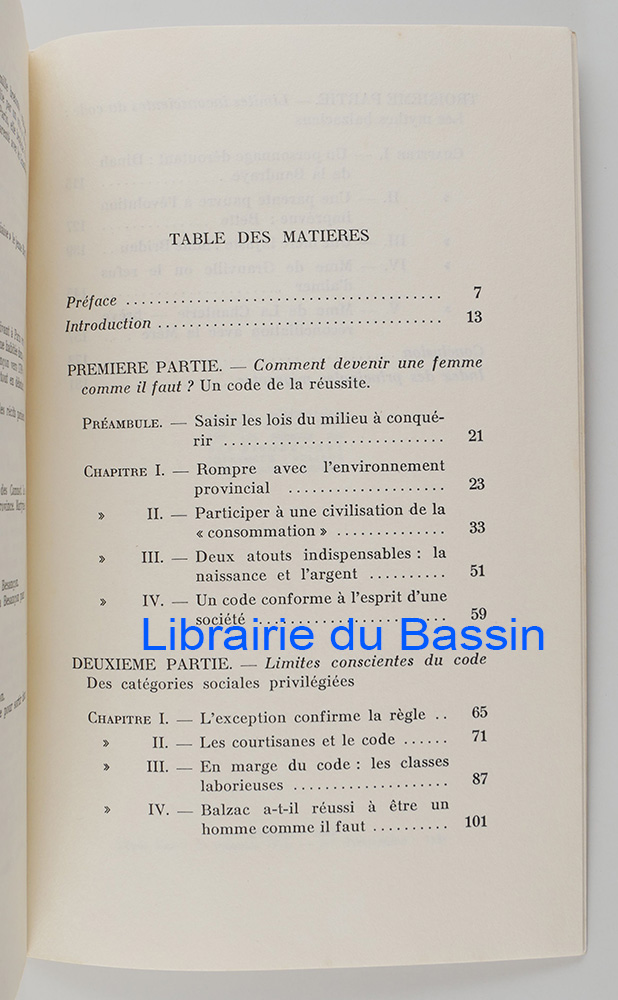 TABLE DES MATIERES
Préface ........................................ 7
Introduction .................................... 13
PREMIERE PARTIE. — Comment devenir une femme
comme il faut ? Un code de la réussite.
PRÉAMBULE. — Saisir les lois du milieu à conqué-
rir ............................ 21
CHAPITRE I. — Rompre avec l'environnement
provincial .................... 23
» II. — Participer à une civilisation de la
« consommation » .............. 33
» III. — Deux atouts indispensables : la
naissance et l'argent .......... 51
» IV. — Un code conforme à l'esprit d'une
société ........................ 59
Librairie du Bassin
DEUXIEME PARTIE. — Limites conscientes du code
Des catégories sociales privilégiées
CHAPITRE I. — L'exception confirme la règle .. 65
» II. — Les courtisanes et le code ...... 71
» III. — En marge du code : les classes
laborieuses .................... 87
» IV. — Balzac a-t-il réussi à être un
homme comme il faut .......... 101